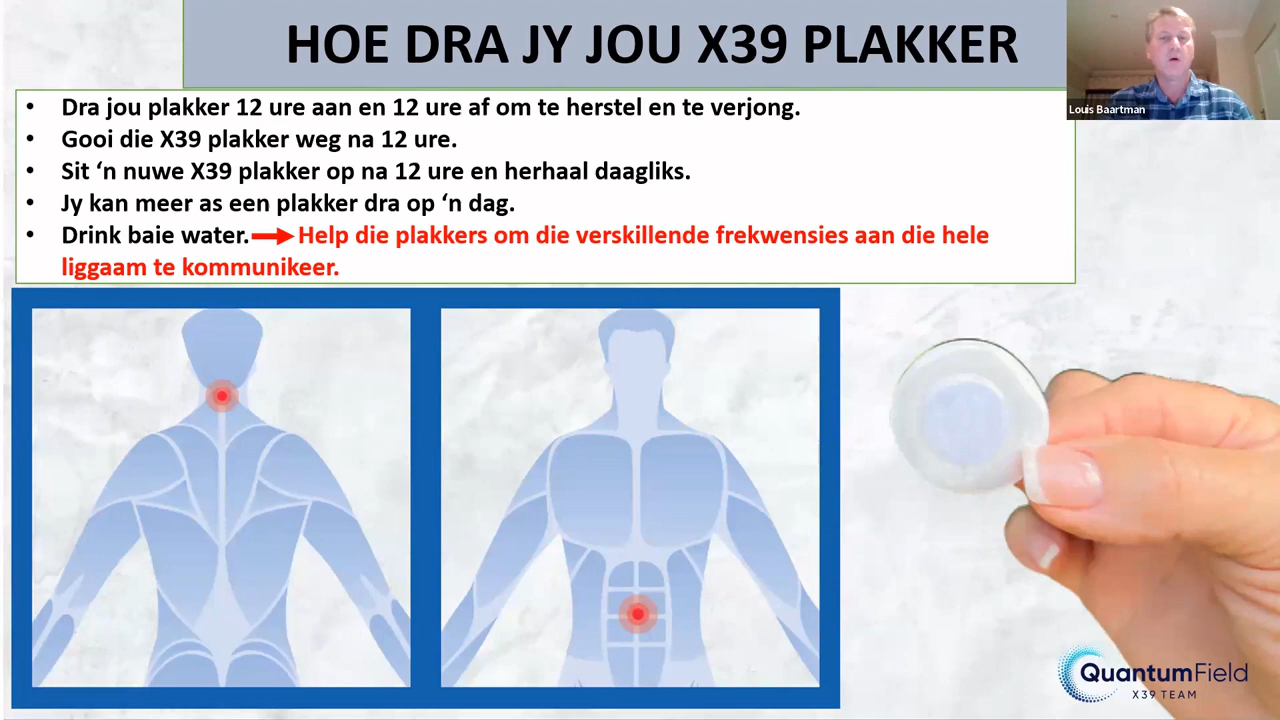 HOE DRA JY JOU X39 PLAKKER
Louis Baartman
• Dra jou plakker 12 ure aan en 12 ure af om te herstel en te verjong.
• Gooi die X39 plakker weg na 12 ure.
• Sit ‘n nuwe X39 plakker op na 12 ure en herhaal daagliks.
• Jy kan meer as een plakker dra op ‘n dag.
• Drink baie water. Help die plakkers om die verskillende frekwensies aan die hele
liggaam te kommunikeer.
QuantumField
X39 TEAM